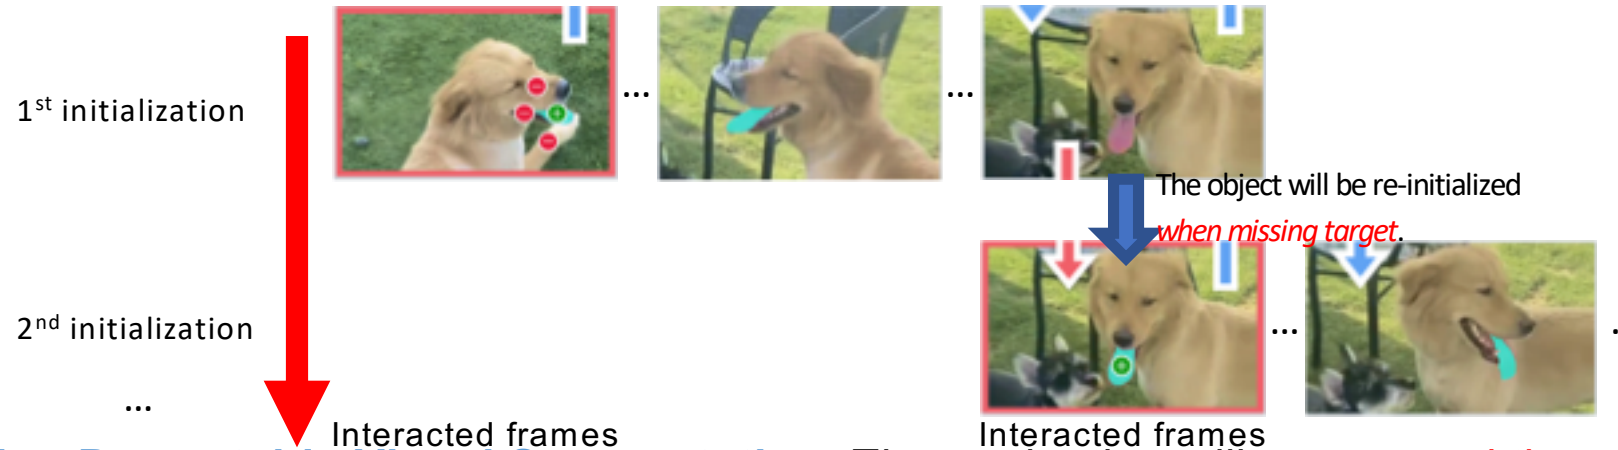 1st initialization
...
...
The object will be re-initialized
when missing target.
2nd initialization
...
.
...
Interacted frames
Interacted frames